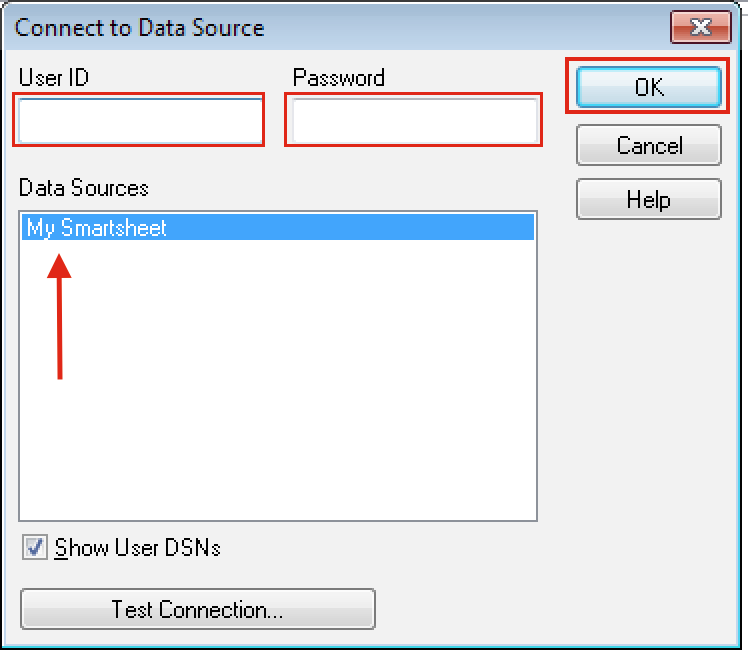 Connect to Data Source
User ID
Password
OK
Cancel
Data Sources
Help
My Smartsheet
Show User DSNs
Test Connection...